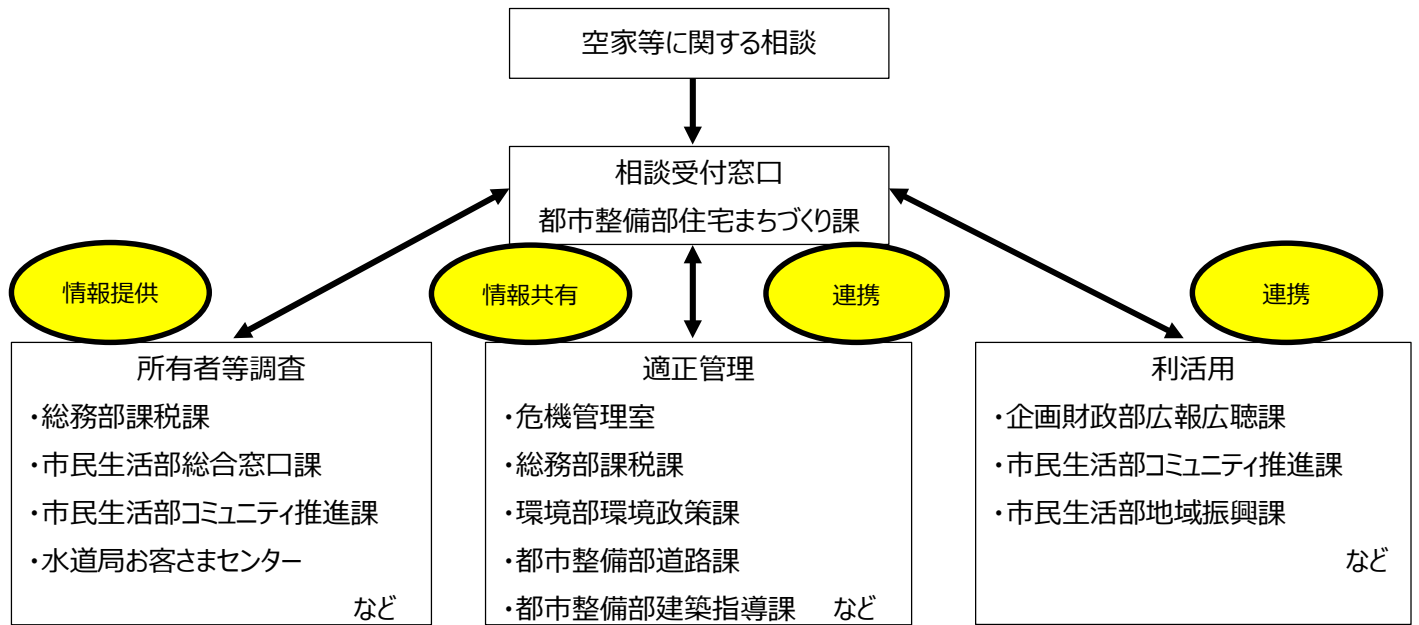 空家等に関する相談
相談受付窓口
都市整備部住宅まちづくり課
情報提供
情報共有
連携
連携
所有者等調査
・総務部課税課
・市民生活部総合窓口課
・市民生活部コミュニティ推進課
・水道局お客さまセンター
など
適正管理
・危機管理室
・総務部課税課
・環境部環境政策課
・都市整備部道路課
・都市整備部建築指導課 など
利活用
・企画財政部広報広聴課
・市民生活部コミュニティ推進課
・市民生活部地域振興課
など